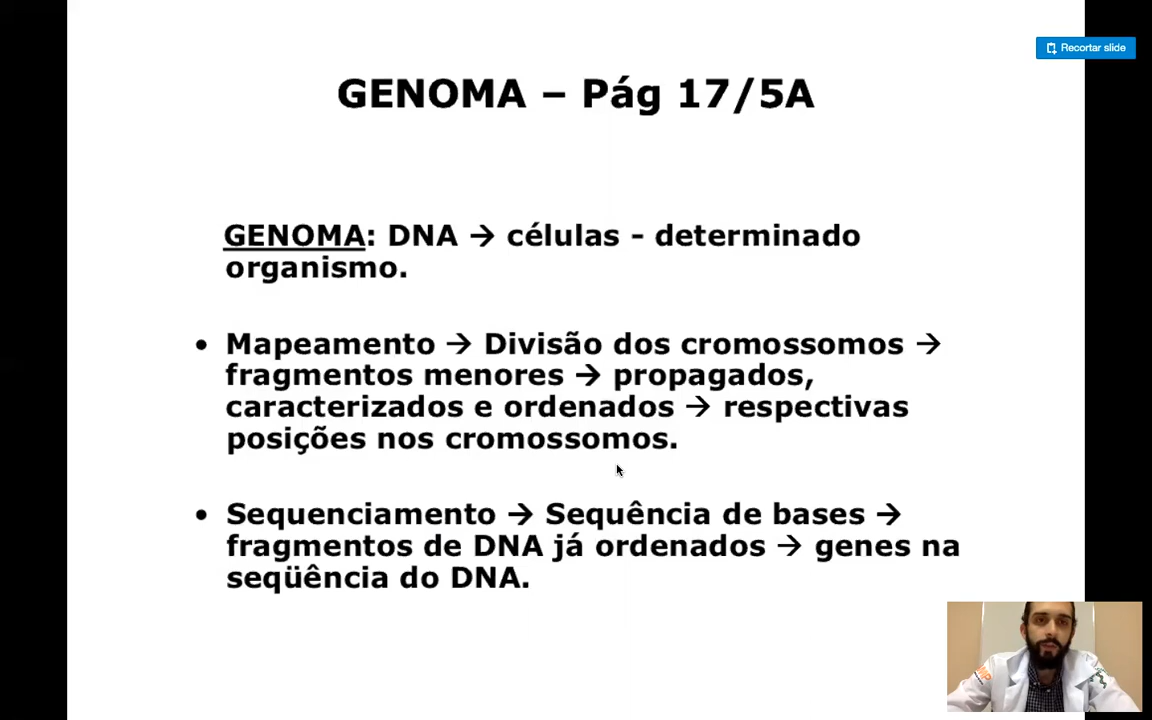 Recortar slide
GENOMA – Pág 17/5A
GENOMA: DNA → células - determinado
organismo.
• Mapeamento → Divisão dos cromossomos →
fragmentos menores → propagados,
caracterizados e ordenados → respectivas
posições nos cromossomos.
• Sequenciamento → Sequência de bases →
fragmentos de DNA já ordenados → genes na
seqüência do DNA.